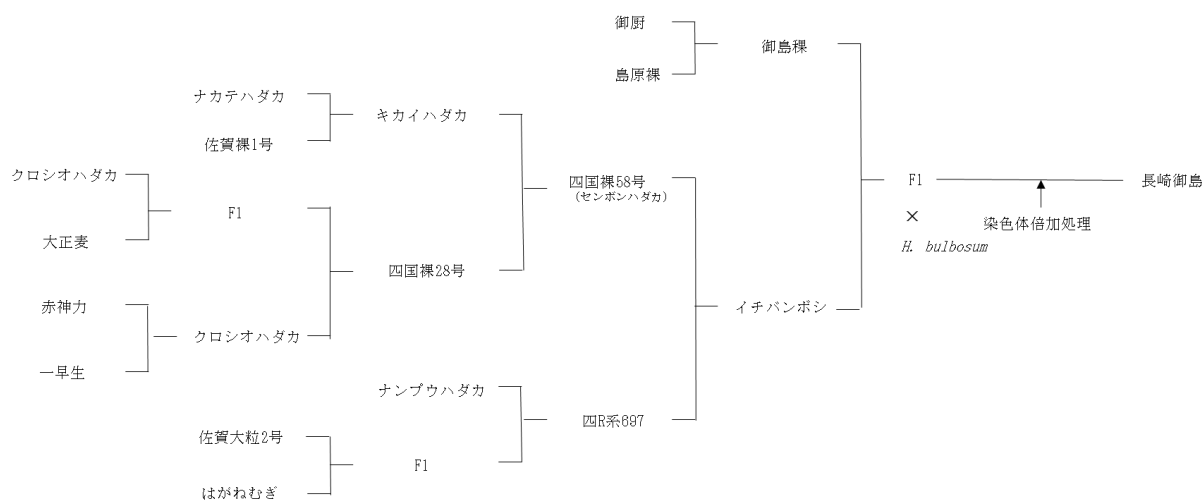 御厨
御島稞
島原裸
ナカテハダカ
キカイハダカ
佐賀裸1号
クロシオハダカ
四国裸58号
(センボンハダカ)
F1
長崎御島
F1
×
大正麦
染色体倍加処理
H. bulbosum
四国裸28号
赤神力
イチバンボシ
クロシオハダカ
一早生
ナンプウハダカ
四R系697
佐賀大粒2号
F1
はがねむぎ